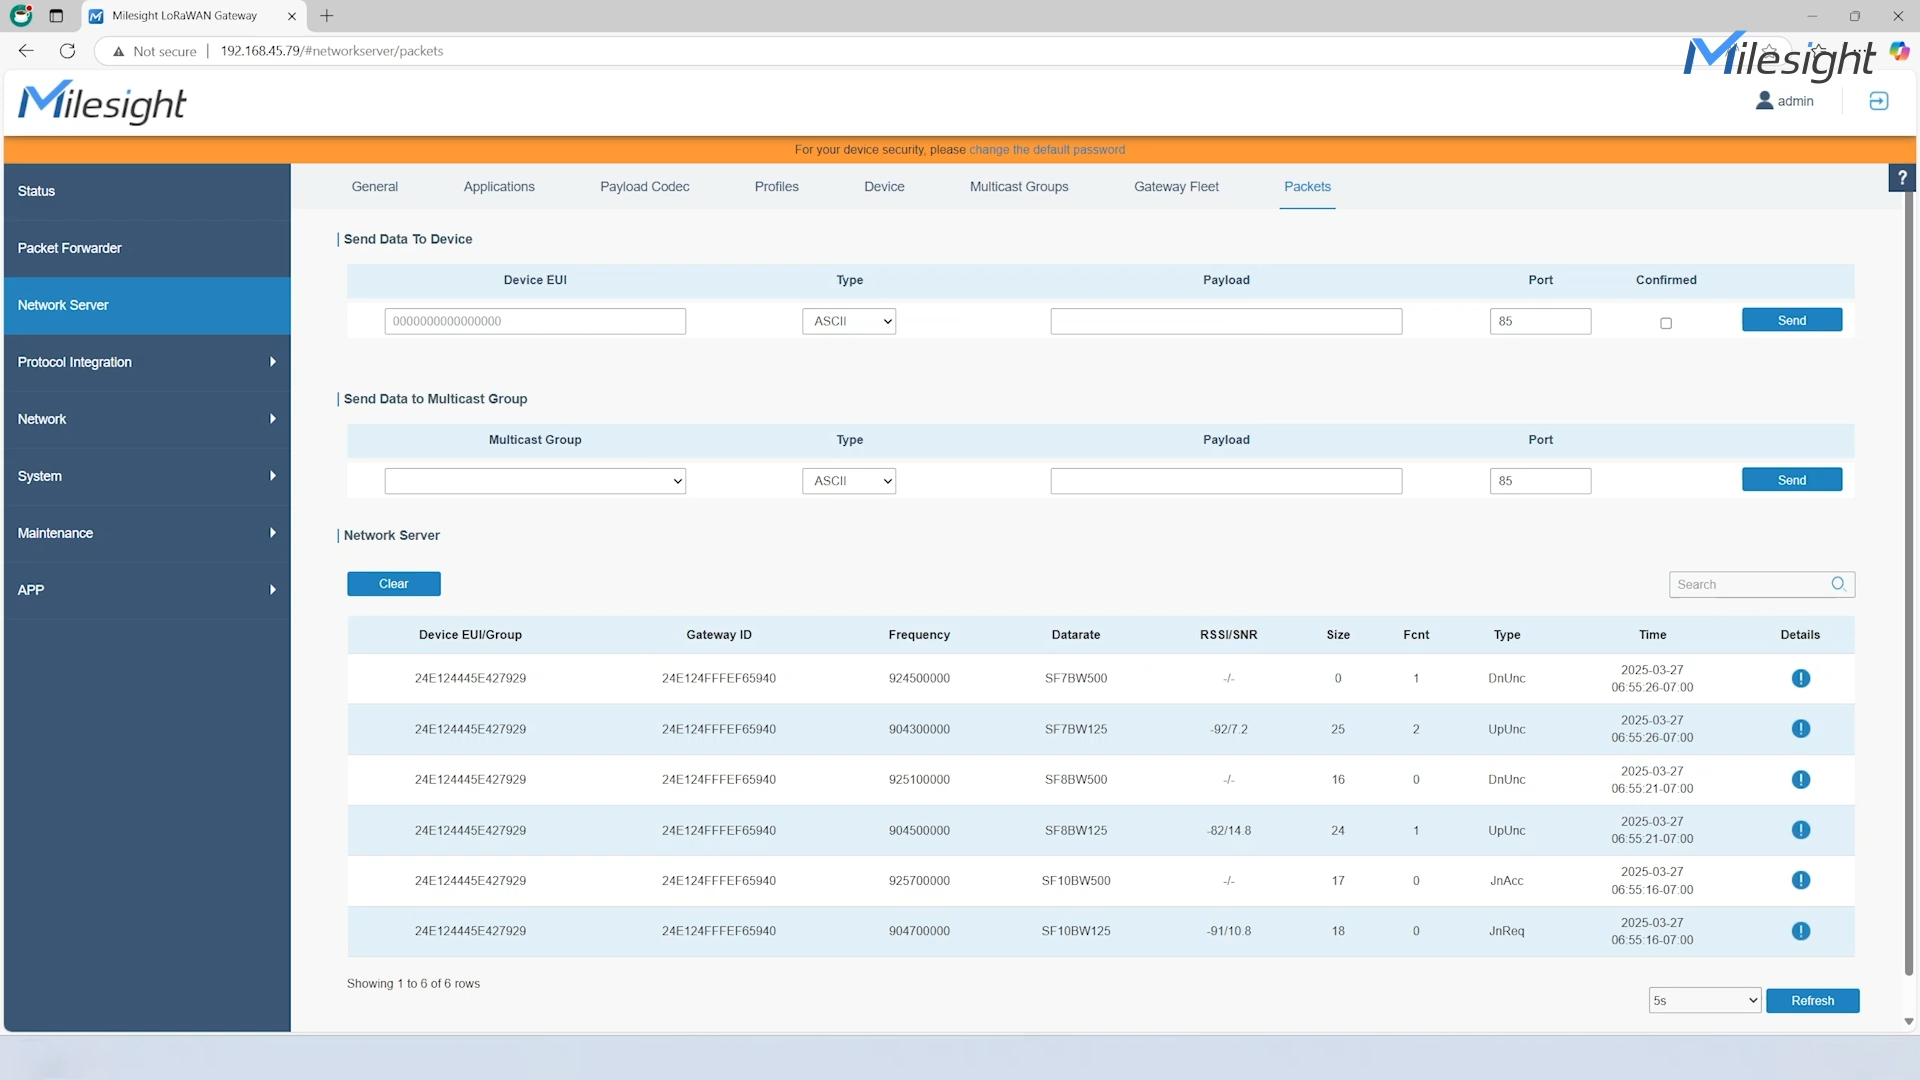 Milesight LoRaWAN Gateway
Not secure 192.168.45.79/#networkserver/packets
Milesight
Milesight
admin
For your device security, please change the default password
Status
Packet Forwarder
Network Server
Protocol Integration
Network
System
Maintenance
APP
General Applications Payload Codec Profiles Device Multicast Groups Gateway Fleet Packets
?
Send Data To Device
Device EUI Type Payload Port Confirmed
0000000000000000 ASCII 85 Send
Send Data to Multicast Group
Multicast Group Type Payload Port
ASCII 85 Send
Network Server
Clear Search
Device EUI/Group Gateway ID Frequency Datarate RSSI/SNR Size Fcnt Type Time Details
24E124445E427929 24E124FFFEF65940 924500000 SF7BW500 -/- 0 1 DnUnc 2025-03-27
06:55:26-07:00
24E124445E427929 24E124FFFEF65940 904300000 SF7BW125 -92/7.2 25 2 UpUnc 2025-03-27
06:55:26-07:00
24E124445E427929 24E124FFFEF65940 925100000 SF8BW500 -/- 16 0 DnUnc 2025-03-27
06:55:21-07:00
24E124445E427929 24E124FFFEF65940 904500000 SF8BW125 -82/14.8 24 1 UpUnc 2025-03-27
06:55:21-07:00
24E124445E427929 24E124FFFEF65940 925700000 SF10BW500 -/- 17 0 JnAcc 2025-03-27
06:55:16-07:00
24E124445E427929 24E124FFFEF65940 904700000 SF10BW125 -91/10.8 18 0 JnReq 2025-03-27
06:55:16-07:00
Showing 1 to 6 of 6 rows
5s Refresh